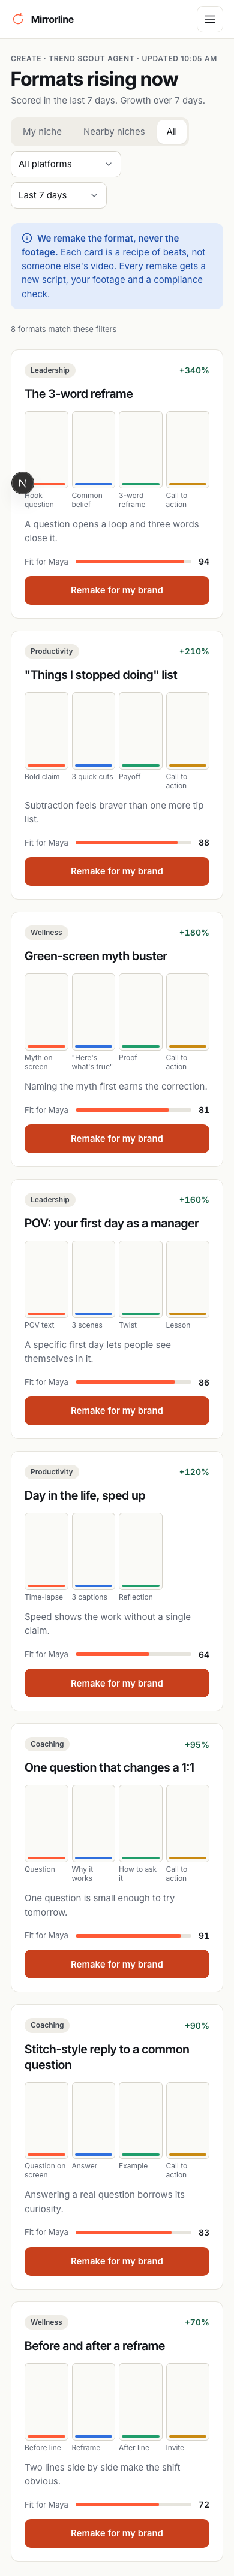 Mirrorline
CREATE · TREND SCOUT AGENT · UPDATED 10:05 AM
Formats rising now
Scored in the last 7 days. Growth over 7 days.
My niche
Nearby niches
All
All platforms
Last 7 days
We remake the format, never the
footage. Each card is a recipe of beats, not
someone else's video. Every remake gets a
new script, your footage and a compliance
check.
8 formats match these filters
Leadership
+340%
The 3-word reframe
Hook question
Common belief
3-word reframe
Call to action
A question opens a loop and three words
close it.
Fit for Maya
94
Remake for my brand
Productivity
+210%
"Things I stopped doing" list
Bold claim
3 quick cuts
Payoff
Call to action
Subtraction feels braver than one more tip
list.
Fit for Maya
88
Remake for my brand
Wellness
+180%
Green-screen myth buster
Myth on screen
"Here's what's true"
Proof
Call to action
Naming the myth first earns the correction.
Fit for Maya
81
Remake for my brand
Leadership
+160%
POV: your first day as a manager
POV text
3 scenes
Twist
Lesson
A specific first day lets people see
themselves in it.
Fit for Maya
86
Remake for my brand
Productivity
+120%
Day in the life, sped up
Time-lapse
3 captions
Reflection
Speed shows the work without a single
claim.
Fit for Maya
64
Remake for my brand
Coaching
+95%
One question that changes a 1:1
Question
Why it works
How to ask it
Call to action
One question is small enough to try
tomorrow.
Fit for Maya
91
Remake for my brand
Coaching
+90%
Stitch-style reply to a common
question
Question on screen
Answer
Example
Call to action
Answering a real question borrows its
curiosity.
Fit for Maya
83
Remake for my brand
Wellness
+70%
Before and after a reframe
Before line
Reframe
After line
Invite
Two lines side by side make the shift
obvious.
Fit for Maya
72
Remake for my brand